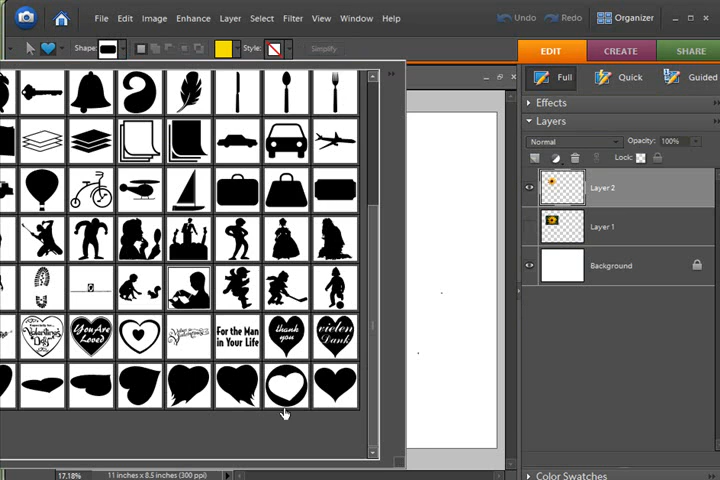 File Edit Image Enhance Layer Select Filter View Window Help Undo Redo Organizer
Shape: Style: Simplify EDIT CREATE SHARE
Full Quick Guided
Effects
Layers
Normal Opacity: 100%
Lock:
Layer 2
Layer 1
Background
You Are
Loved
For the Man
in Your Life
thank
you
vielen
Dank
17.18% 11 inches x 8.5 inches (300 ppi)
Color Swatches